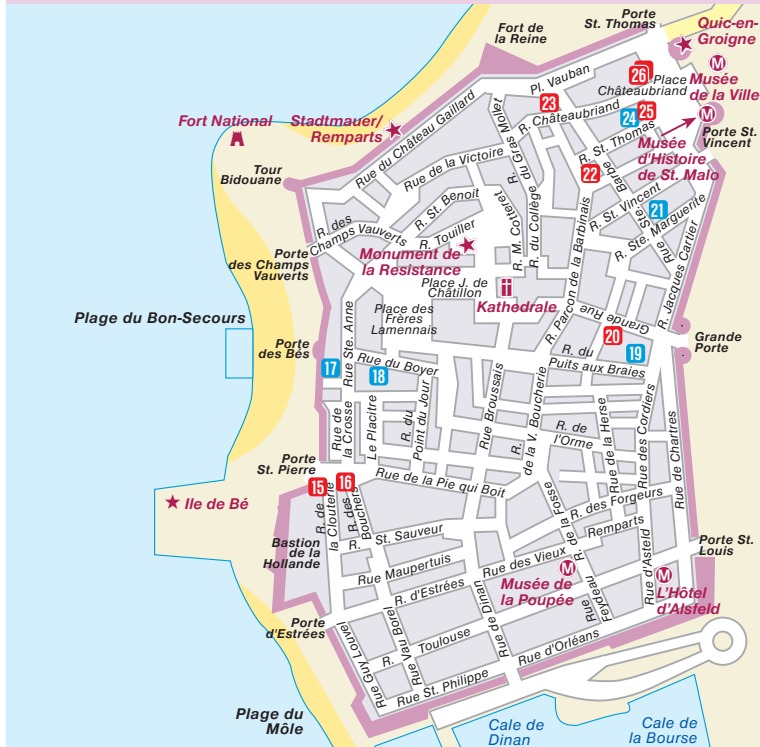 Porte
St. Thomas
Quic-en-
Groigne
Fort de
la Reine
Pl. Vauban
26
Place
Châteaubriand
M
Musée
de la Ville
23
R. Châteaubriand
25
24
M
Fort National
Stadtmauer/
Remparts
Rue du Château Gaillard
R. du Gras Mollet
R. St. Thomas
Porte St.
Vincent
Musée
d'Histoire
de St. Malo
Rue de la Victoire
22
Tour
Bidouane
R. St. Benoit
R. M. Cotteret
R. du Collège
R. Parçon de la Barbinais
Rue Ste. Barbe
R. St. Vincent
21
R. Ste. Marguerite
R. des
Champs Vauverts
R. Touiller
Monument de
la Resistance
Porte
des Champs
Vauverts
Place J. de
Châtillon
Kathedrale
R. Jacques Cartier
Plage du Bon-Secours
Rue Ste. Anne
Place des
Frères
Lamennais
Grande Rue
20
19
Grande
Porte
Porte
des Bés
17
Rue du Boyer
18
R. du
Puits aux Braies
Rue de
la Crosse
Le Placitre
R. du
Point du Jour
Rue Broussais
R.
de la V. Boucherie
R. de
l'Orme
Rue de la Herse
Rue des Cordiers
Rue de Chartres
Porte
St. Pierre
15
16
Rue de la Pie qui Boit
Ile de Bé
R. de
la Clouterie
R. des
Bouchers
R. St. Sauveur
R. de la Fosse
R. des Forgeurs
Remparts
Bastion
de la
Hollande
Rue Maupertuis
Rue des Vieux
Porte St.
Louis
M
Musée de
la Poupée
Rue d'Asteld
M
L'Hôtel
d'Alsfeld
R. d'Estrées
Rue de Dinan
Rue
Feydeau
Porte
d'Estrées
Rue Guy Louvel
Rue Vau Borel
R. Toulouse
Rue d'Orléans
Rue St. Philippe
Plage du
Môle
Cale de
Dinan
Cale de
la Bourse